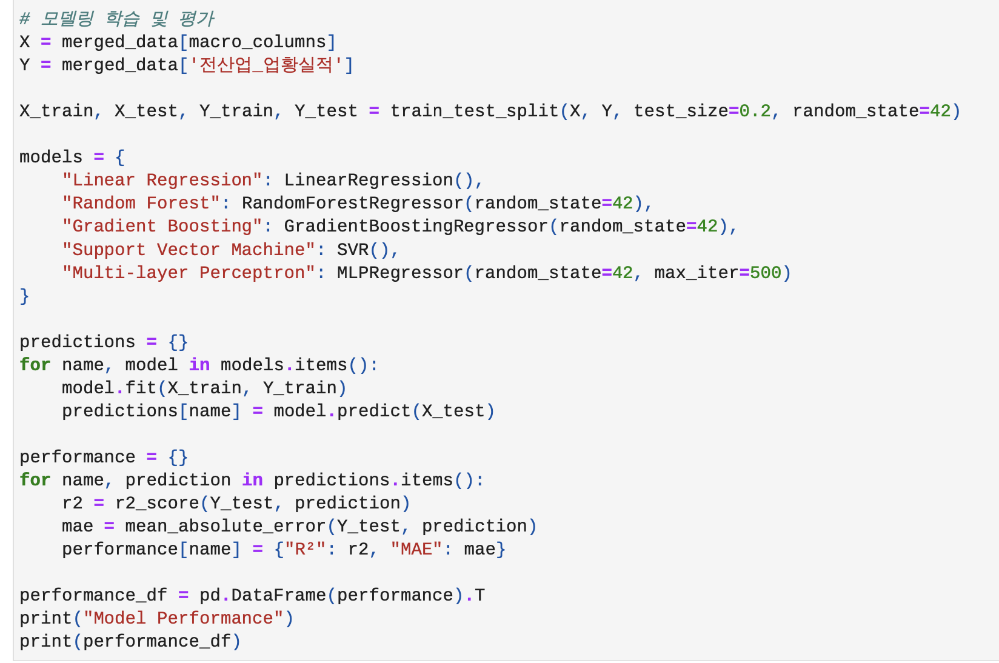 # 모델링 학습 및 평가
X = merged_data[macro_columns]
Y = merged_data['전산업_업황실적']

X_train, X_test, Y_train, Y_test = train_test_split(X, Y, test_size=0.2, random_state=42)

models = {
    "Linear Regression": LinearRegression(),
    "Random Forest": RandomForestRegressor(random_state=42),
    "Gradient Boosting": GradientBoostingRegressor(random_state=42),
    "Support Vector Machine": SVR(),
    "Multi-layer Perceptron": MLPRegressor(random_state=42, max_iter=500)
}

predictions = {}
for name, model in models.items():
    model.fit(X_train, Y_train)
    predictions[name] = model.predict(X_test)

performance = {}
for name, prediction in predictions.items():
    r2 = r2_score(Y_test, prediction)
    mae = mean_absolute_error(Y_test, prediction)
    performance[name] = {"R²": r2, "MAE": mae}

performance_df = pd.DataFrame(performance).T
print("Model Performance")
print(performance_df)